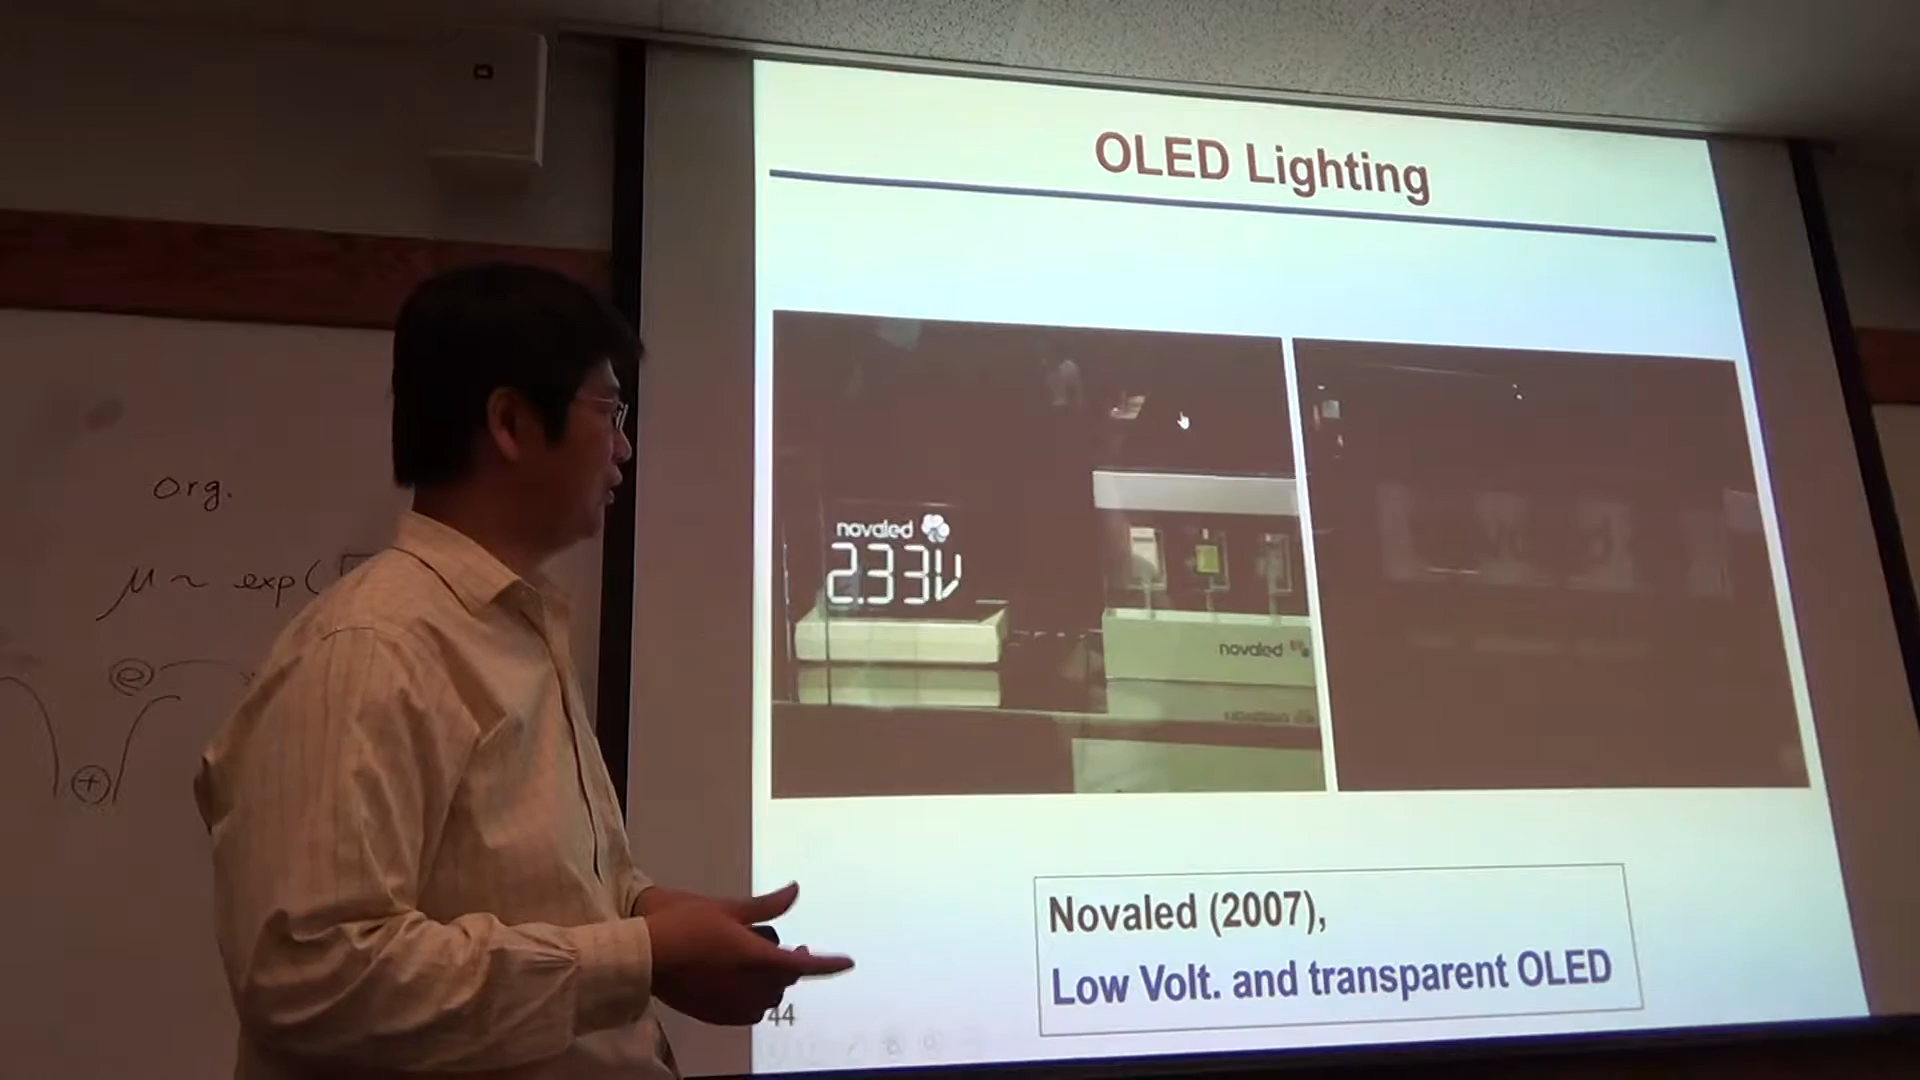 OLED Lighting
org.
μ ~ exp(
e
+
novaled
2.33V
novaled
Novaled (2007),
Low Volt. and transparent OLED
44